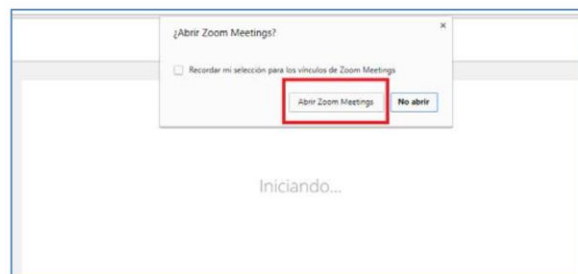 ¿Abrir Zoom Meetings?
×
Recordar mi selección para los vínculos de Zoom Meetings
Abrir Zoom Meetings
No abrir
Iniciando...